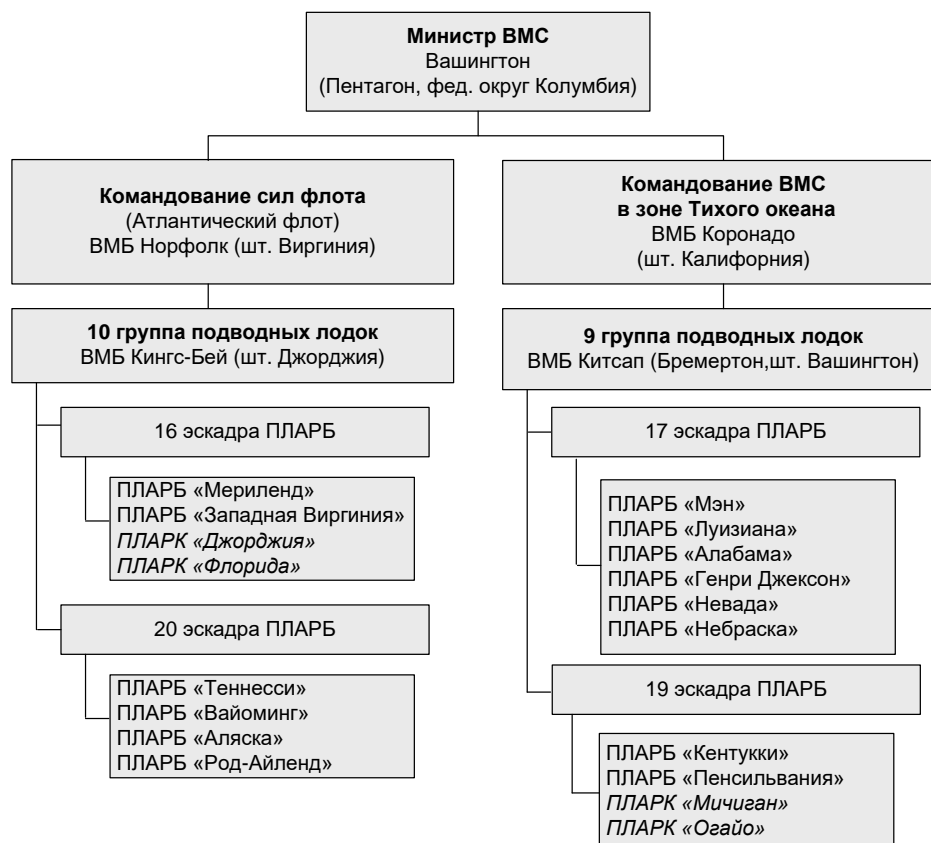 Министр ВМС
Вашингтон
(Пентагон, фед. округ Колумбия)
Командование сил флота
(Атлантический флот)
ВМБ Норфолк (шт. Виргиния)
Командование ВМС
в зоне Тихого океана
ВМБ Коронадо
(шт. Калифорния)
10 группа подводных лодок
ВМБ Кингс-Бей (шт. Джорджия)
9 группа подводных лодок
ВМБ Китсап (Бремертон,шт. Вашингтон)
16 эскадра ПЛАРБ
ПЛАРБ «Мериленд»
ПЛАРБ «Западная Виргиния»
ПЛАРК «Джорджия»
ПЛАРК «Флорида»
20 эскадра ПЛАРБ
ПЛАРБ «Теннесси»
ПЛАРБ «Вайоминг»
ПЛАРБ «Аляска»
ПЛАРБ «Род-Айленд»
17 эскадра ПЛАРБ
ПЛАРБ «Мэн»
ПЛАРБ «Луизиана»
ПЛАРБ «Алабама»
ПЛАРБ «Генри Джексон»
ПЛАРБ «Невада»
ПЛАРБ «Небраска»
19 эскадра ПЛАРБ
ПЛАРБ «Кентукки»
ПЛАРБ «Пенсильвания»
ПЛАРК «Мичиган»
ПЛАРК «Огайо»